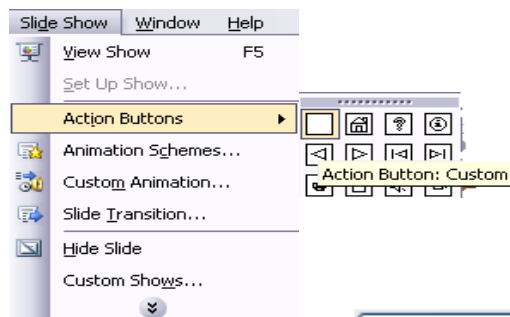 Slide Show Window Help
View Show F5
Set Up Show...
Action Buttons
Animation Schemes...
Action Button: Custom
Custom Animation...
Slide Transition...
Hide Slide
Custom Shows...